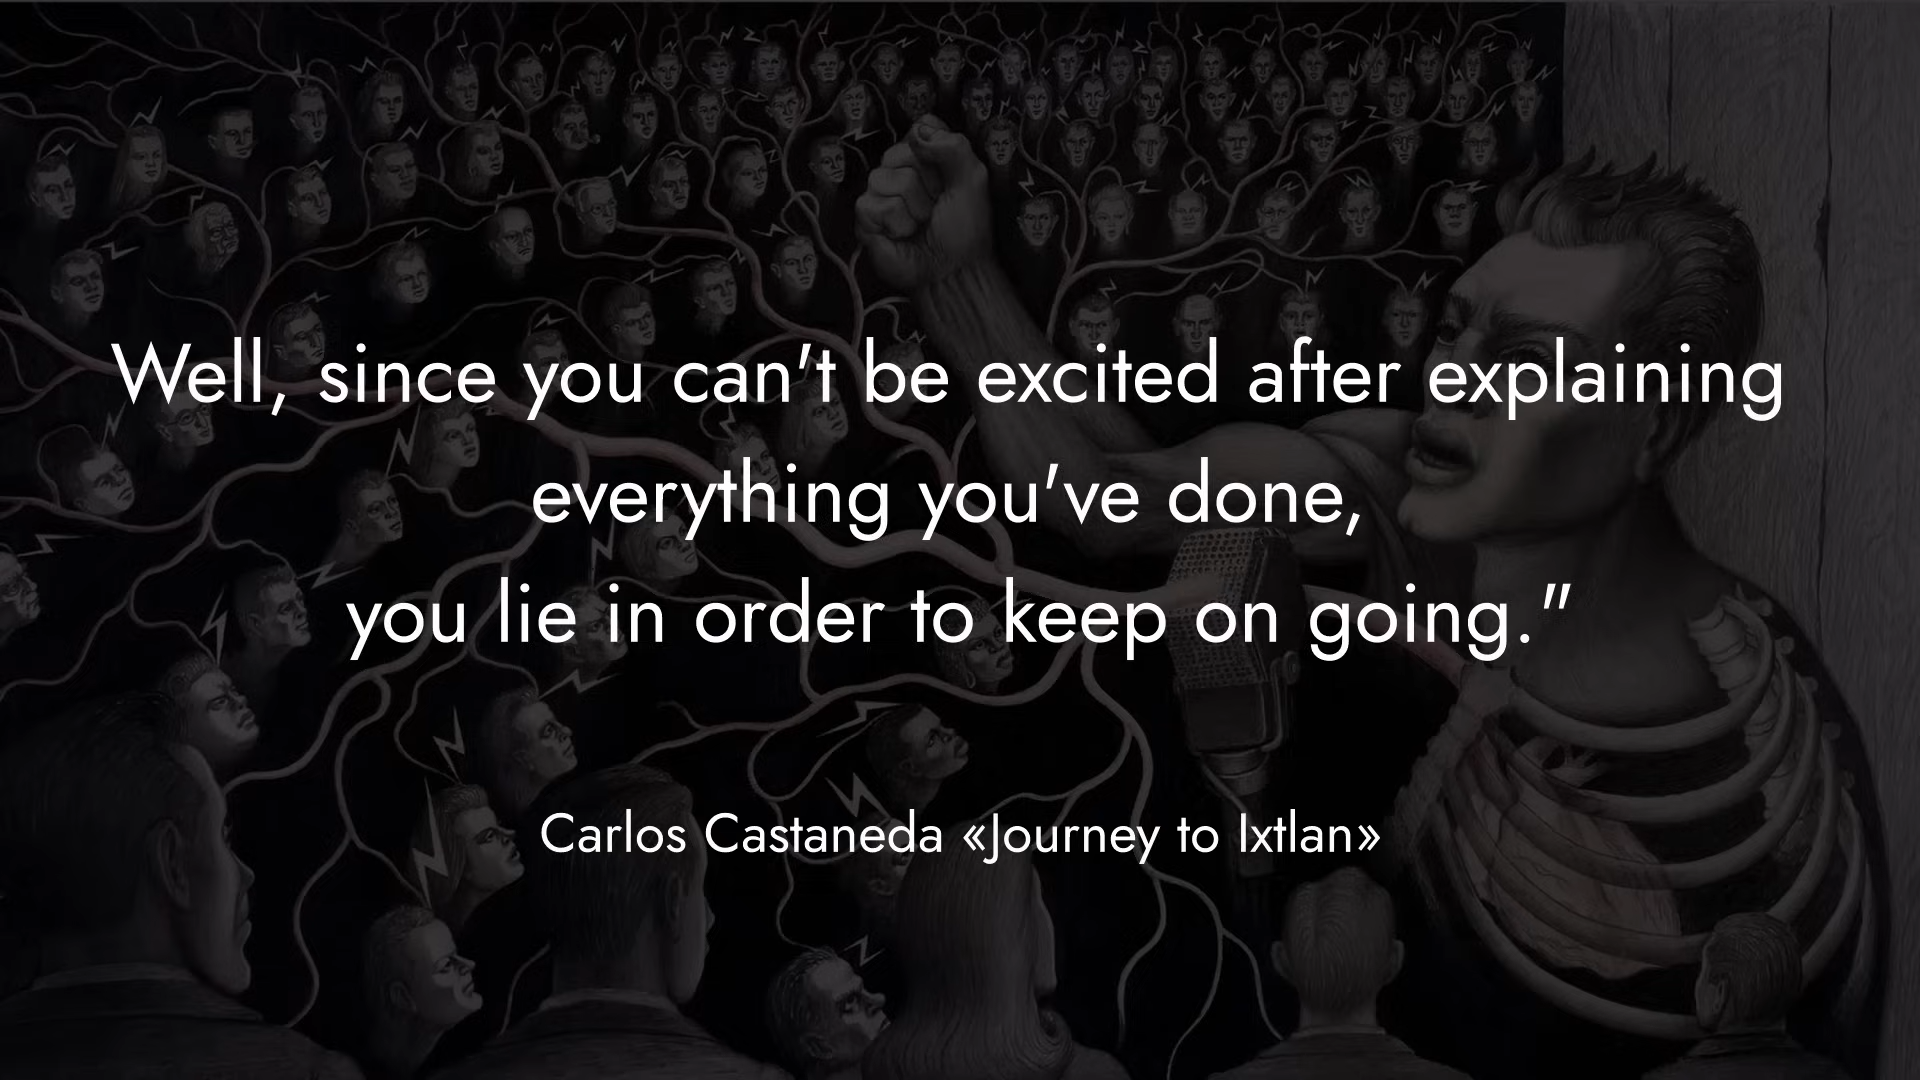 Well, since you can't be excited after explaining
everything you've done,
you lie in order to keep on going."
Carlos Castaneda «Journey to Ixtlan»